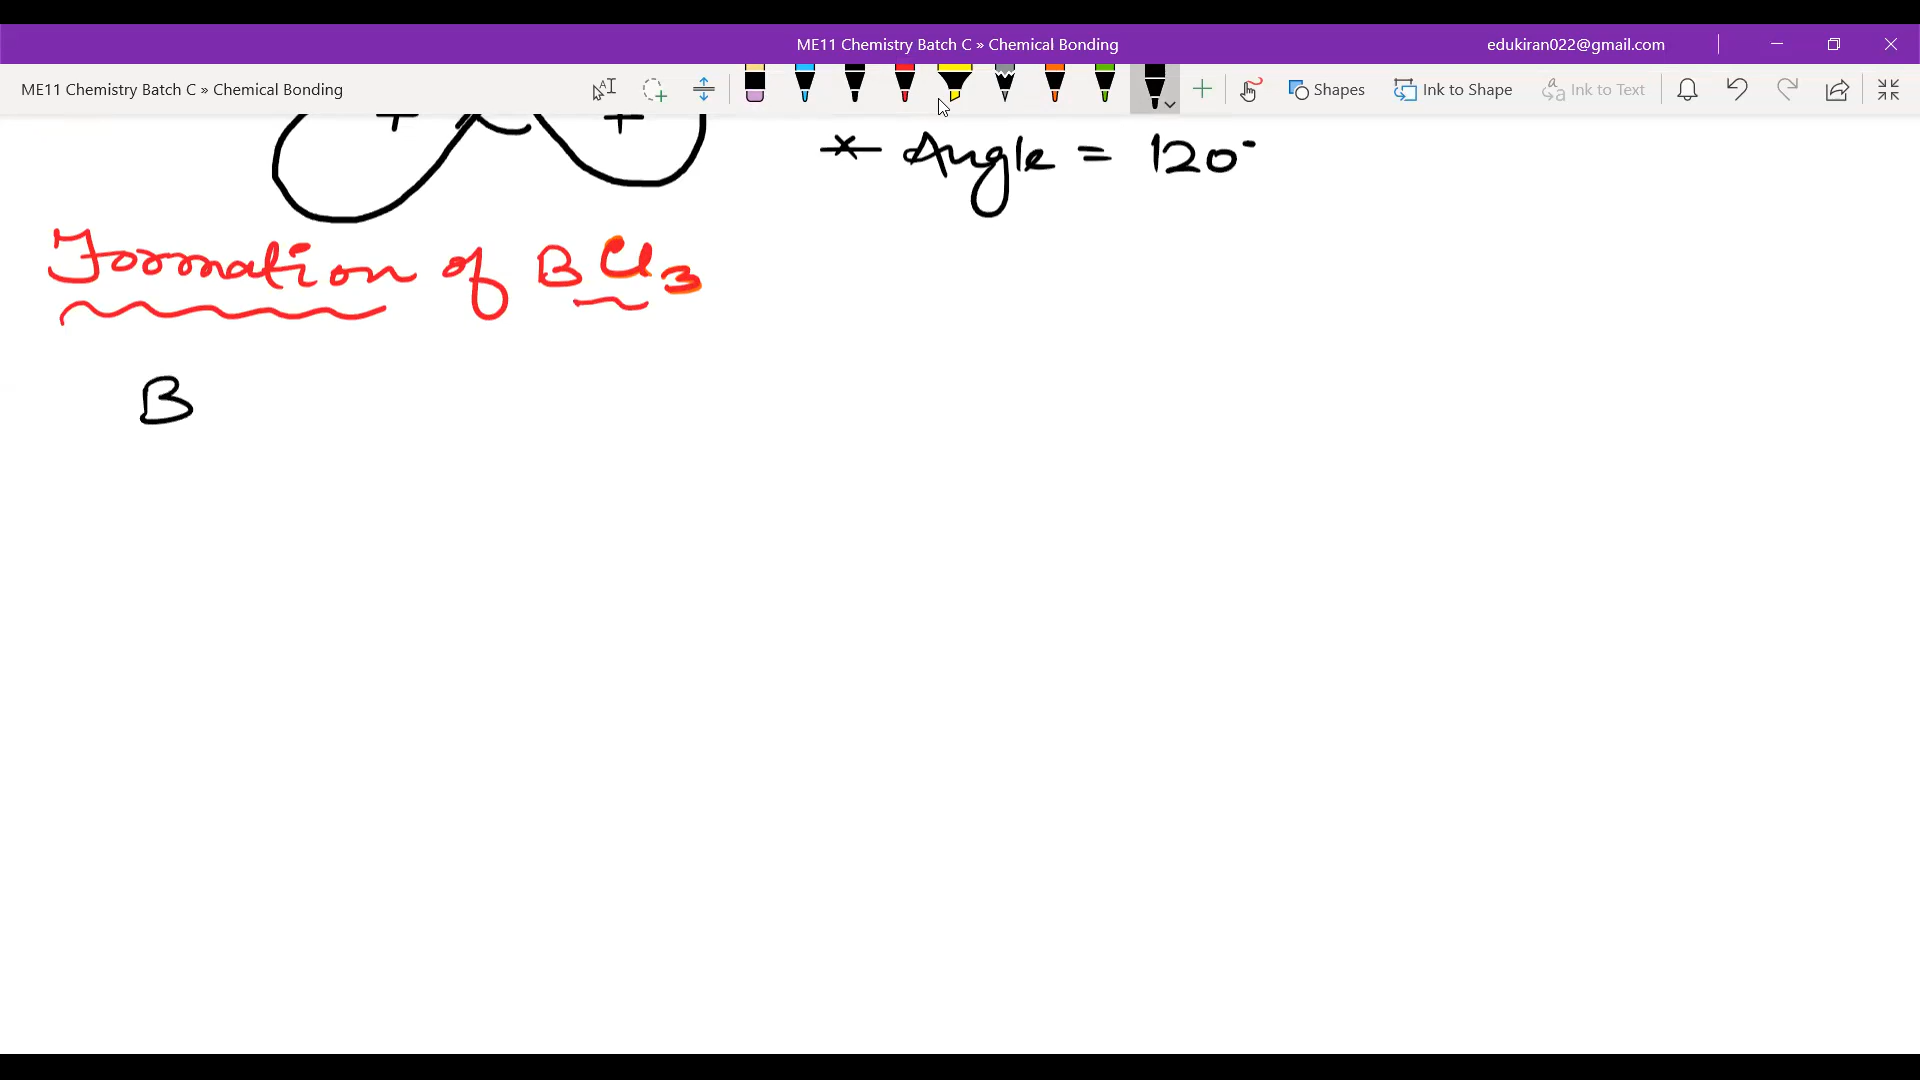 ME11 Chemistry Batch C » Chemical Bonding
edukiran022@gmail.com
ME11 Chemistry Batch C » Chemical Bonding
Shapes
Ink to Shape
Ink to Text
+ +
* Angle = 120°
Formation of BCl3
B